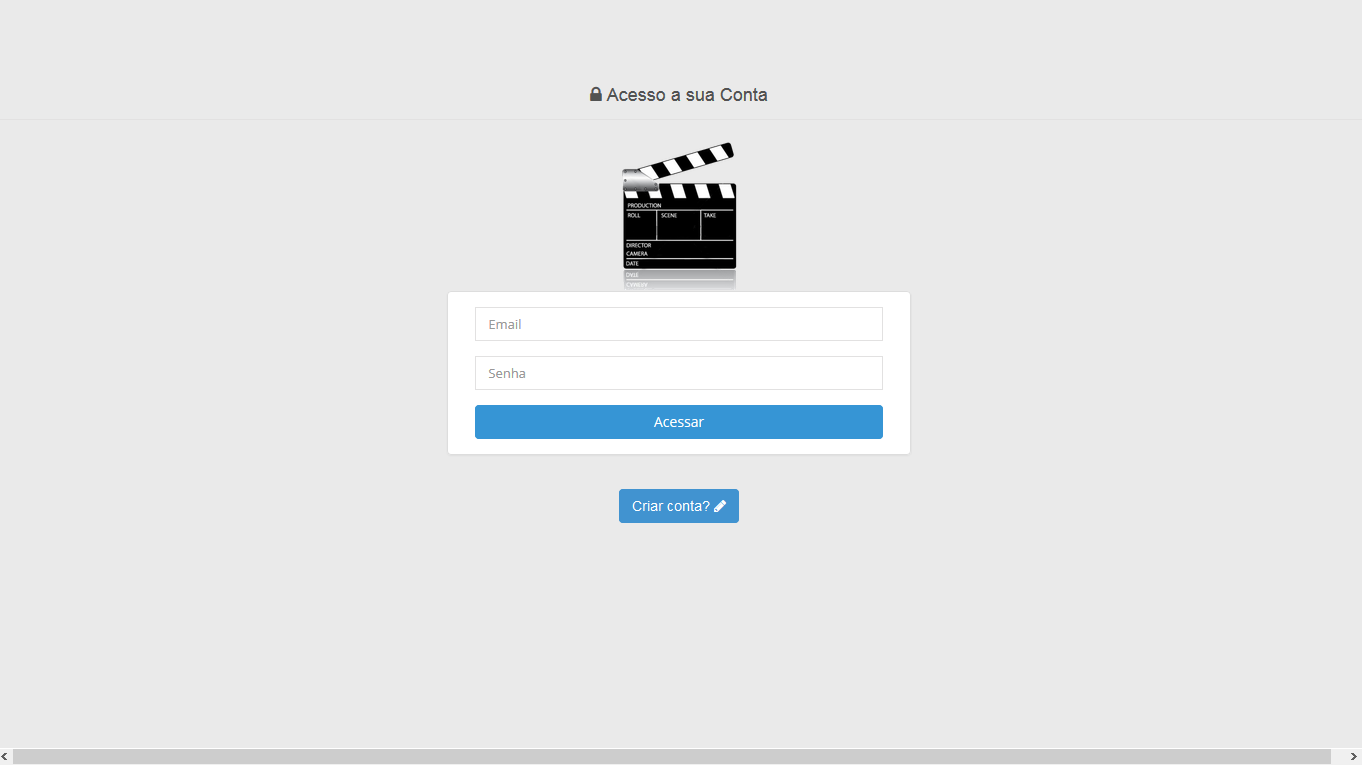 Acesso a sua Conta
PRODUCTION
ROLL SCENE TAKE
DIRECTOR
CAMERA
DATE
Email
Senha
Acessar
Criar conta?